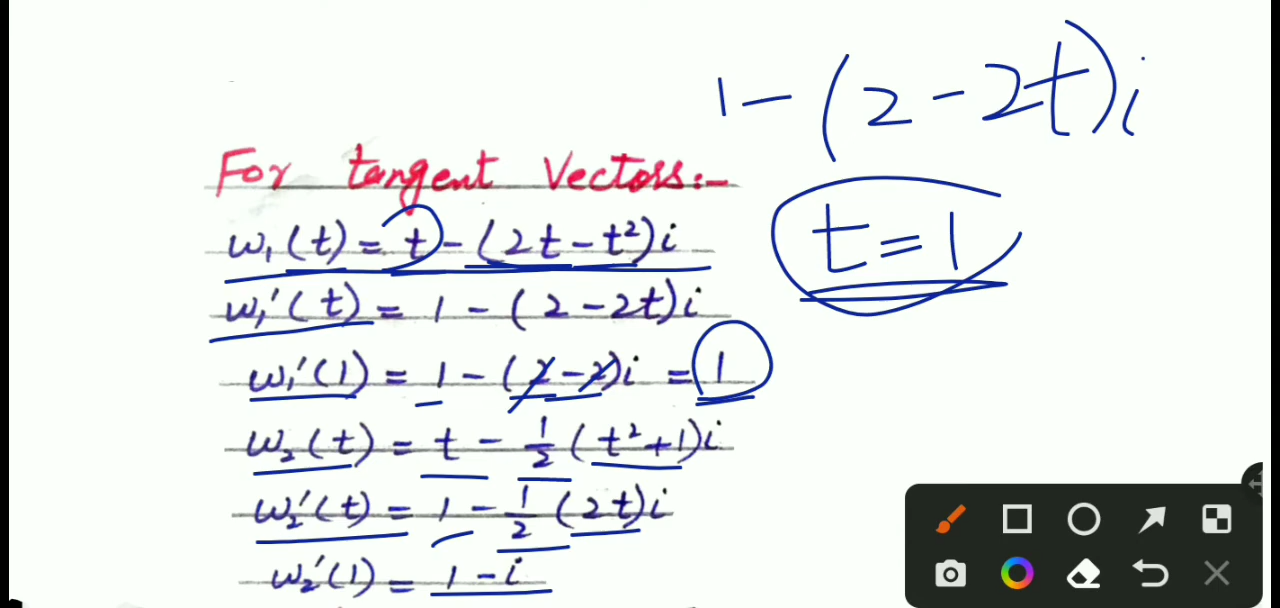 1 - (2 - 2t)i
For tangent Vectors:-
w₁(t) = t - (2t - t²)i
t = 1
w₁'(t) = 1 - (2 - 2t)i
w₁'(1) = 1 - (2 - 2)i = 1
w₂(t) = t - 1/2 (t² + 1)i
w₂'(t) = 1 - 1/2 (2t)i
w₂'(1) = 1 - i